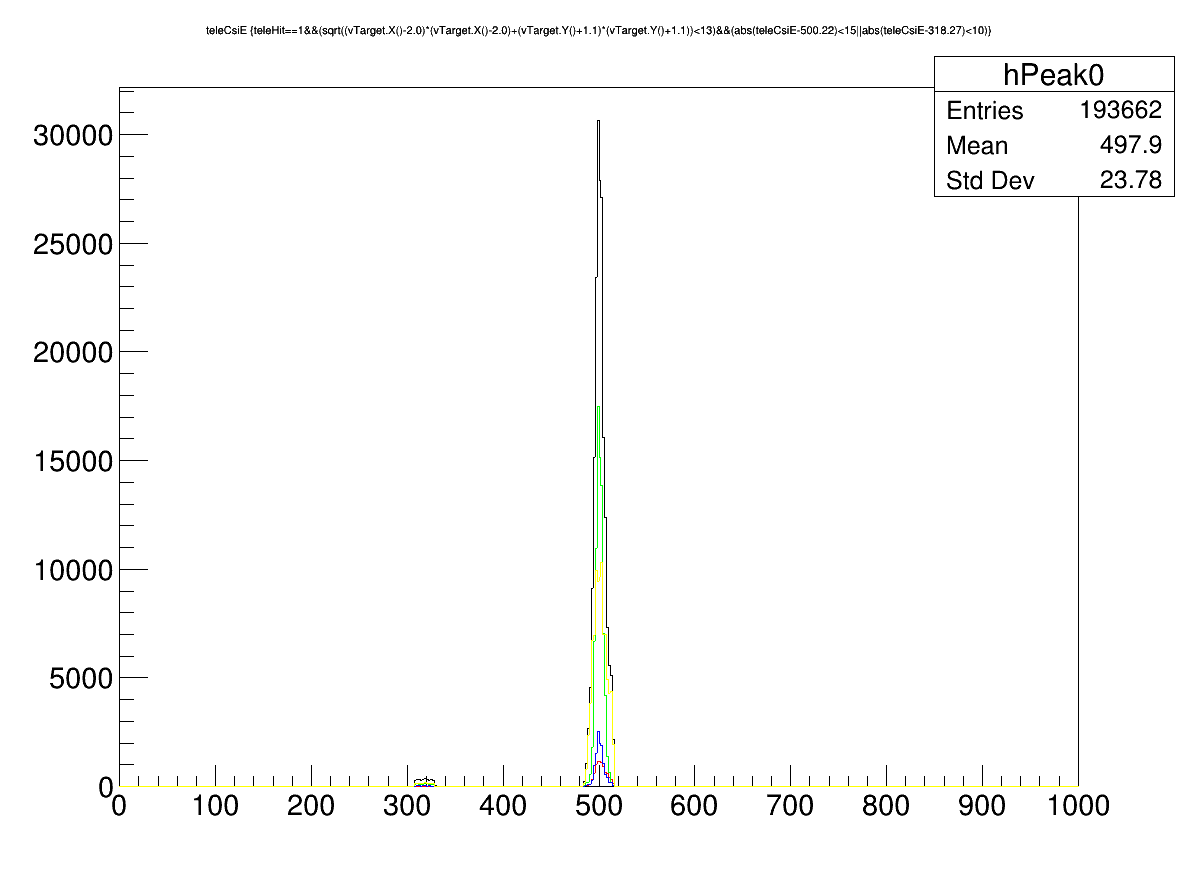 teleCsiE {teleHit==1&&(sqrt((vTarget.X()-2.0)*(vTarget.X()-2.0)+(vTarget.Y()+1.1)*(vTarget.Y()+1.1))<13)&&(abs(teleCsiE-500.22)<15||abs(teleCsiE-318.27)<10)}
hPeak0
Entries 193662
Mean 497.9
Std Dev 23.78
30000
25000
20000
15000
10000
5000
0
0 100 200 300 400 500 600 700 800 900 1000